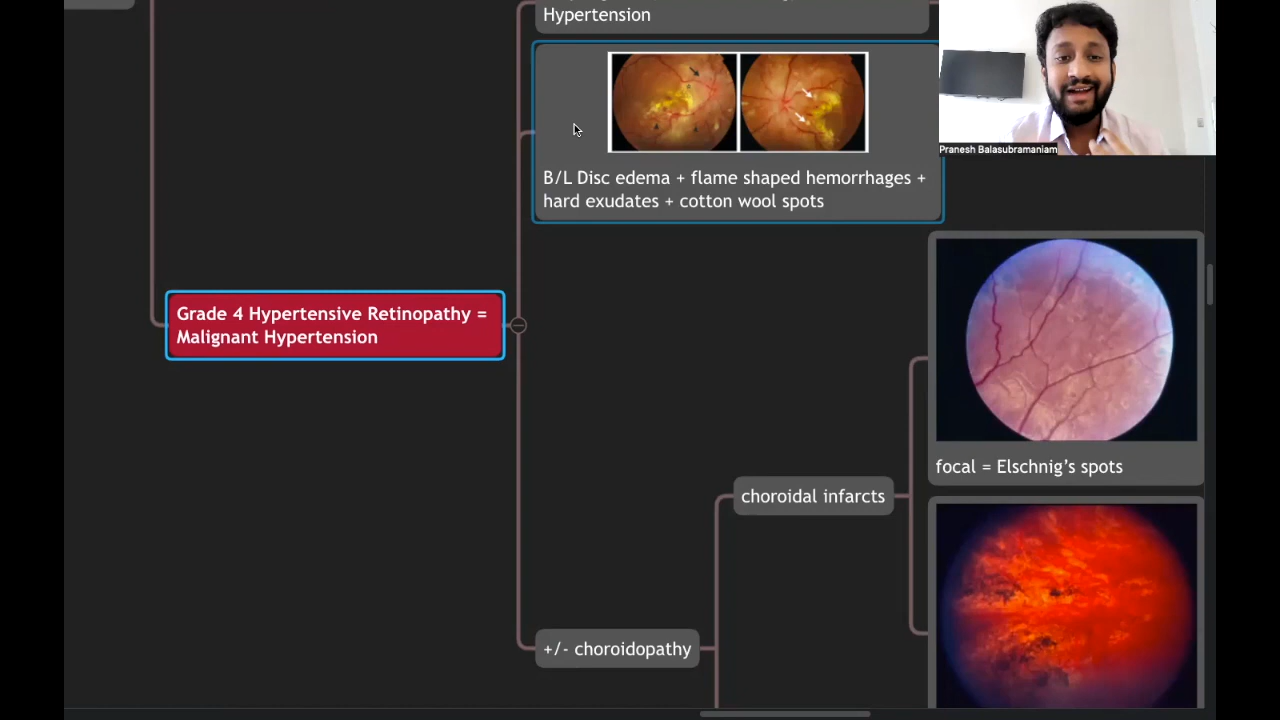 Hypertension
Pranesh Balasubramaniam
B/L Disc edema + flame shaped hemorrhages +
hard exudates + cotton wool spots
Grade 4 Hypertensive Retinopathy =
Malignant Hypertension
focal = Elschnig’s spots
choroidal infarcts
+/- choroidopathy